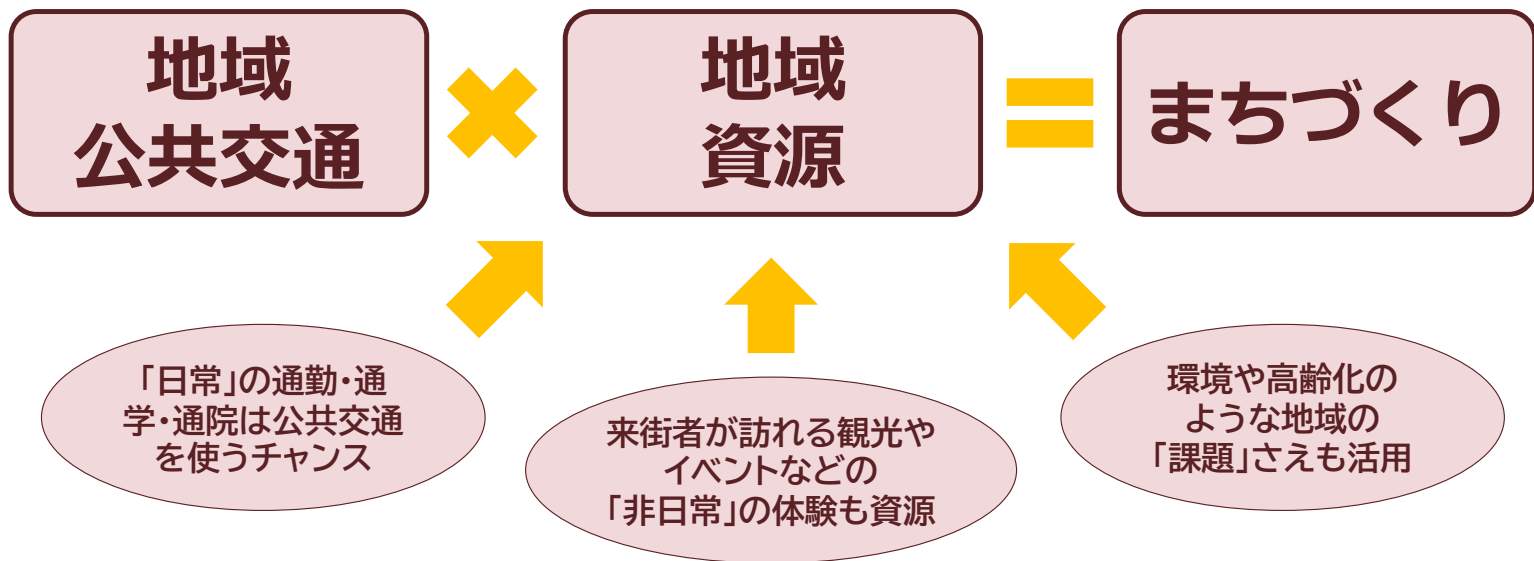 地域
公共交通
地域
資源
まちづくり
「日常」の通勤・通
学・通院は公共交通
を使うチャンス
来街者が訪れる観光や
イベントなどの
「非日常」の体験も資源
環境や高齢化の
ような地域の
「課題」さえも活用